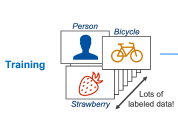 Person
Bicycle
Training
Strawberry
Lots of
labeled data!